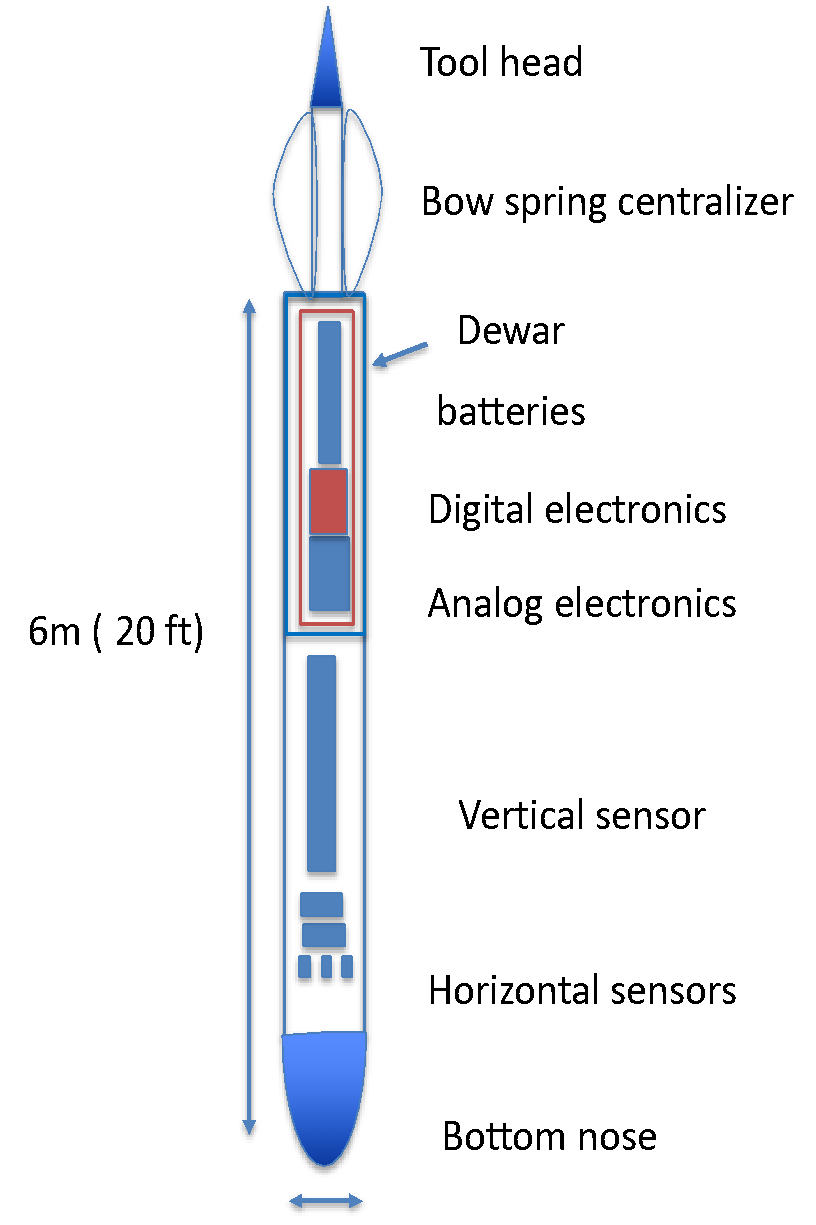 Tool head
Bow spring centralizer
Dewar
batteries
Digital electronics
Analog electronics
6m ( 20 ft)
Vertical sensor
Horizontal sensors
Bottom nose